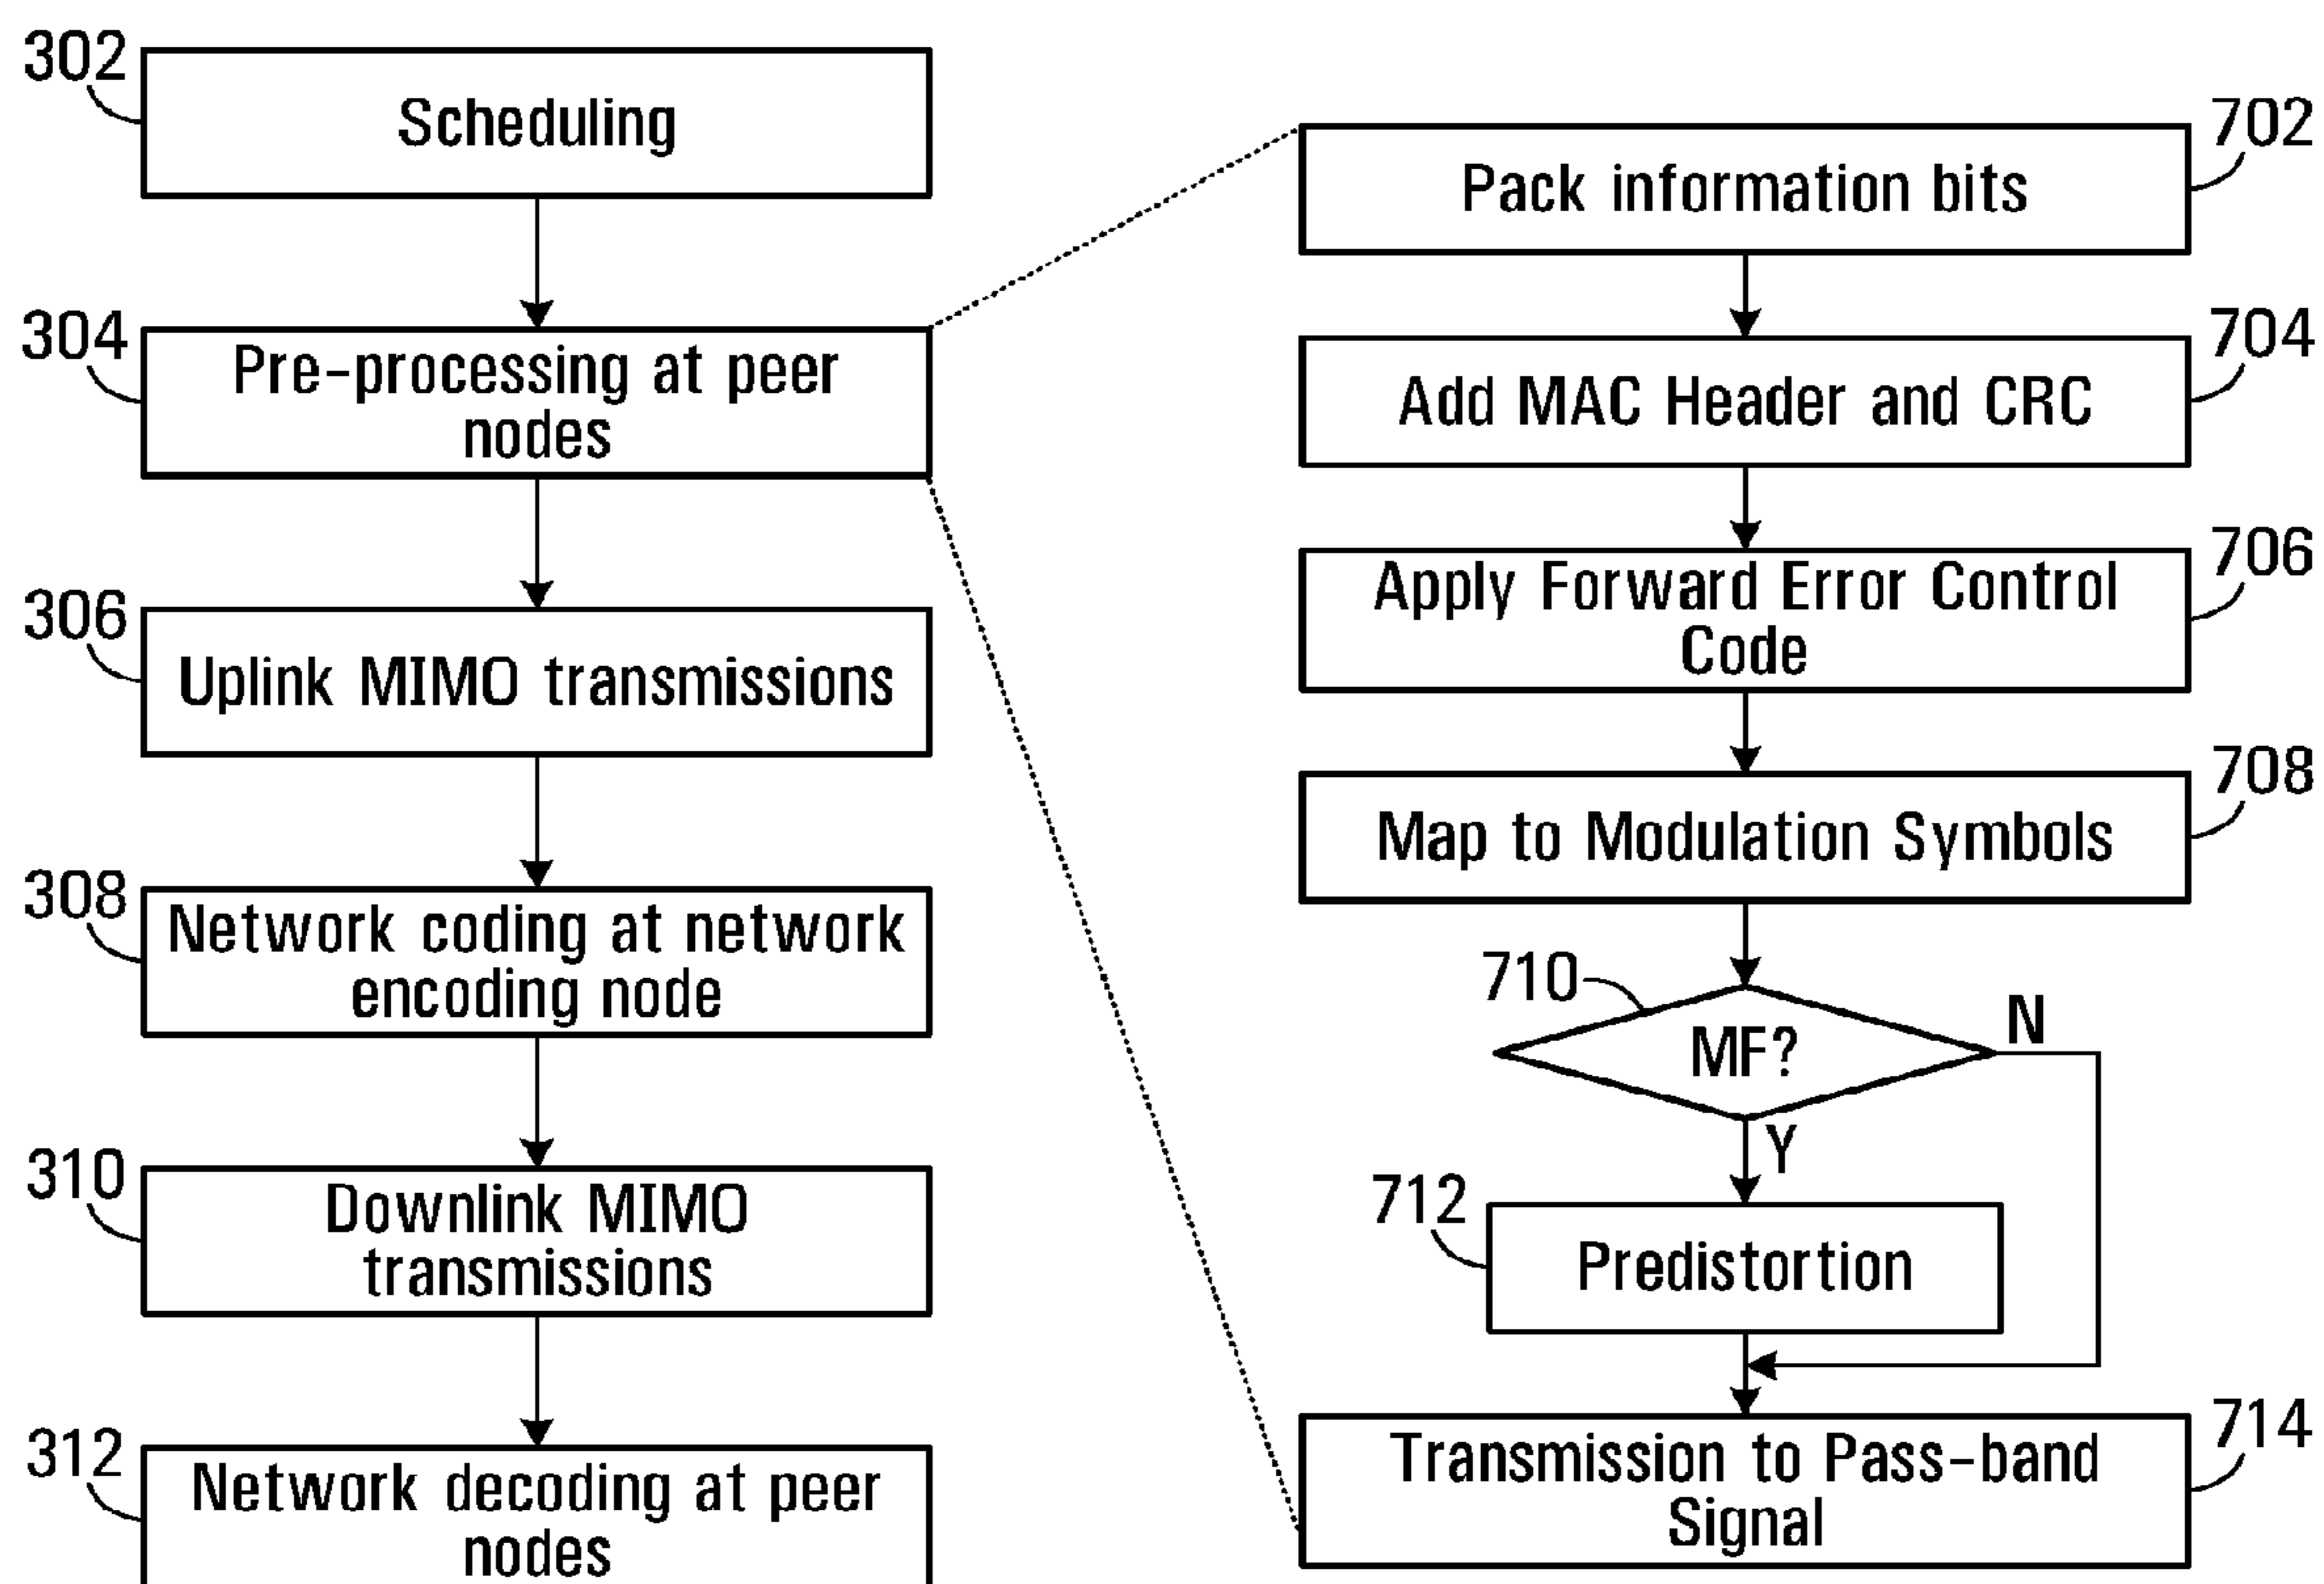 302
Scheduling
304
Pre-processing at peer
nodes
306
Uplink MIMO transmissions
308
Network coding at network
encoding node
310
Downlink MIMO
transmissions
312
Network decoding at peer
nodes
702
Pack information bits
704
Add MAC Header and CRC
706
Apply Forward Error Control
Code
708
Map to Modulation Symbols
710
MF?
N
Y
712
Predistortion
714
Transmission to Pass-band
Signal